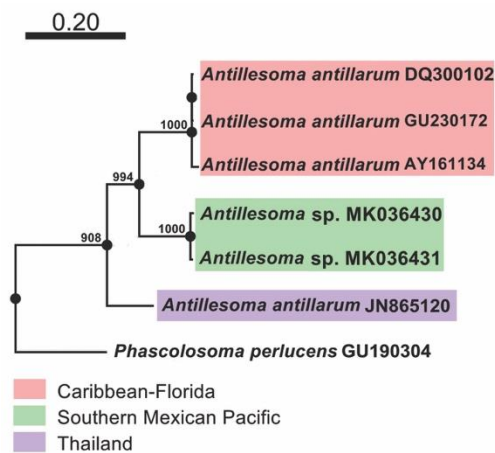 0.20
Antillesoma antillarum DQ300102
Antillesoma antillarum GU230172
1000
Antillesoma antillarum AY161134
994
Antillesoma sp. MK036430
1000
908
Antillesoma sp. MK036431
Antillesoma antillarum JN865120
Phascolosoma perlucens GU190304
Caribbean-Florida
Southern Mexican Pacific
Thailand